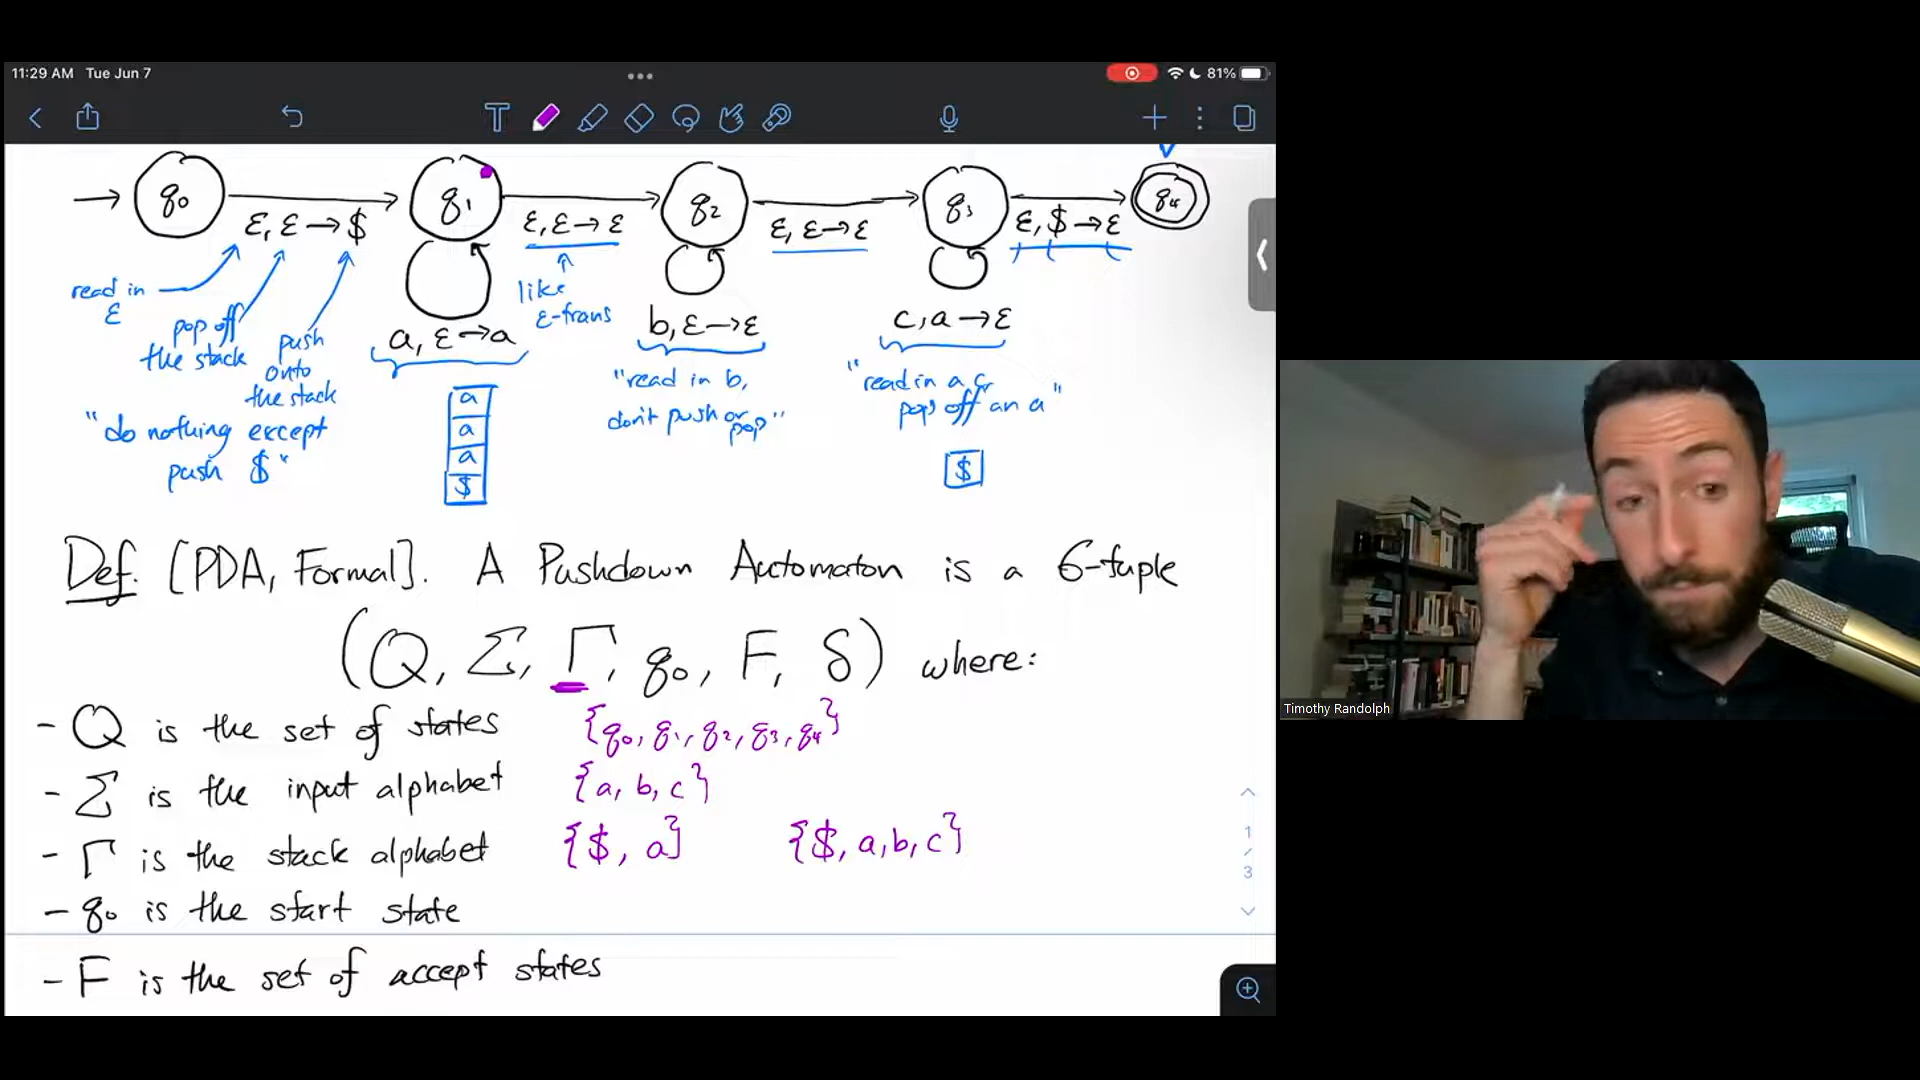 11:29 AM Tue Jun 7
81%
q0 q1 q2 q3 q4
ε, ε → $
ε, ε → ε
ε, ε → ε
ε, $ → ε
read in
ε
pop off
the stack
push
onto
the stack
"do nothing except
push $"
a, ε → a
a
a
a
$
like
ε-trans
b, ε → ε
"read in b,
don't push or
pop"
c, a → ε
"read in a c,
pop off an a"
$
Def. [PDA, Formal]. A Pushdown Automaton is a 6-tuple
(Q, Σ, Γ, q0, F, δ) where:
- Q is the set of states {q0, q1, q2, q3, q4}
- Σ is the input alphabet {a, b, c}
- Γ is the stack alphabet {$, a} {$, a, b, c}
- q0 is the start state
- F is the set of accept states
1
/
3
Timothy Randolph